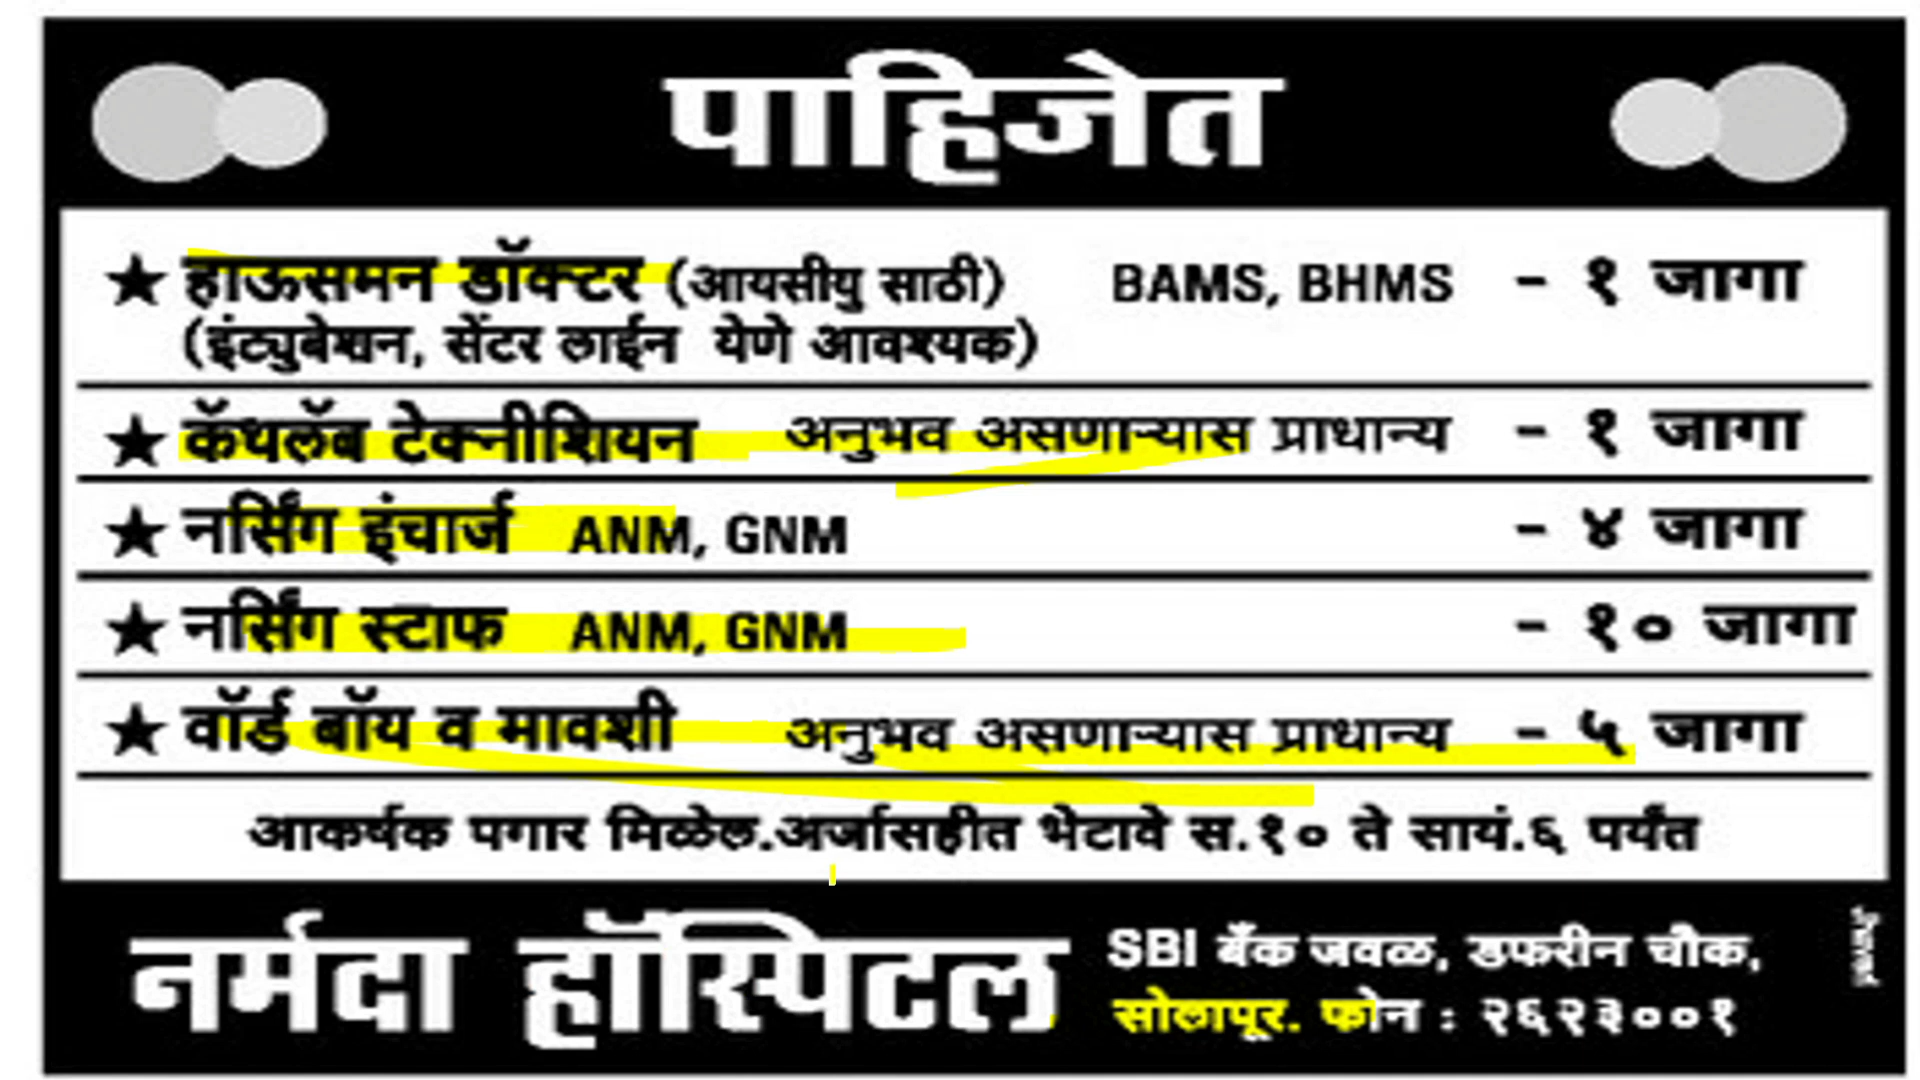 पाहिजेत
★ हाऊसमन डॉक्टर (आयसीयु साठी) BAMS, BHMS - १ जागा
(इंट्युबेशन, सेंटर लाईन येणे आवश्यक)
★ कॅथलॅब टेक्नीशियन अनुभव असणाऱ्यास प्राधान्य - १ जागा
★ नर्सिंग इंचार्ज ANM, GNM - ४ जागा
★ नर्सिंग स्टाफ ANM, GNM - १० जागा
★ वॉर्ड बॉय व मावशी अनुभव असणाऱ्यास प्राधान्य - ५ जागा
आकर्षक पगार मिळेल.अर्जासहीत भेटावे स.१० ते सायं.६ पर्यंत
नर्मदा हॉस्पिटल
SBI बँक जवळ, डफरीन चौक,
सोलापूर. फोन : २६२३००१